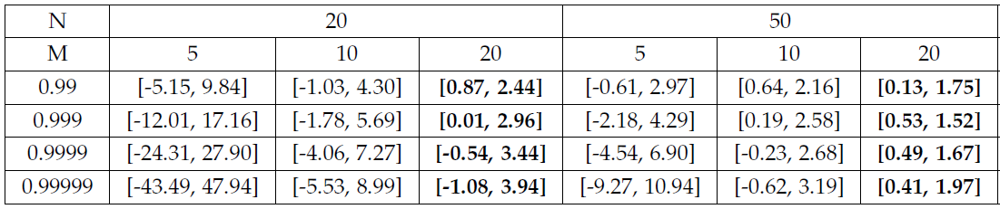 N 20 50
M 5 10 20 5 10 20
0.99 [-5.15, 9.84] [-1.03, 4.30] [0.87, 2.44] [-0.61, 2.97] [0.64, 2.16] [0.13, 1.75]
0.999 [-12.01, 17.16] [-1.78, 5.69] [0.01, 2.96] [-2.18, 4.29] [0.19, 2.58] [0.53, 1.52]
0.9999 [-24.31, 27.90] [-4.06, 7.27] [-0.54, 3.44] [-4.54, 6.90] [-0.23, 2.68] [0.49, 1.67]
0.99999 [-43.49, 47.94] [-5.53, 8.99] [-1.08, 3.94] [-9.27, 10.94] [-0.62, 3.19] [0.41, 1.97]